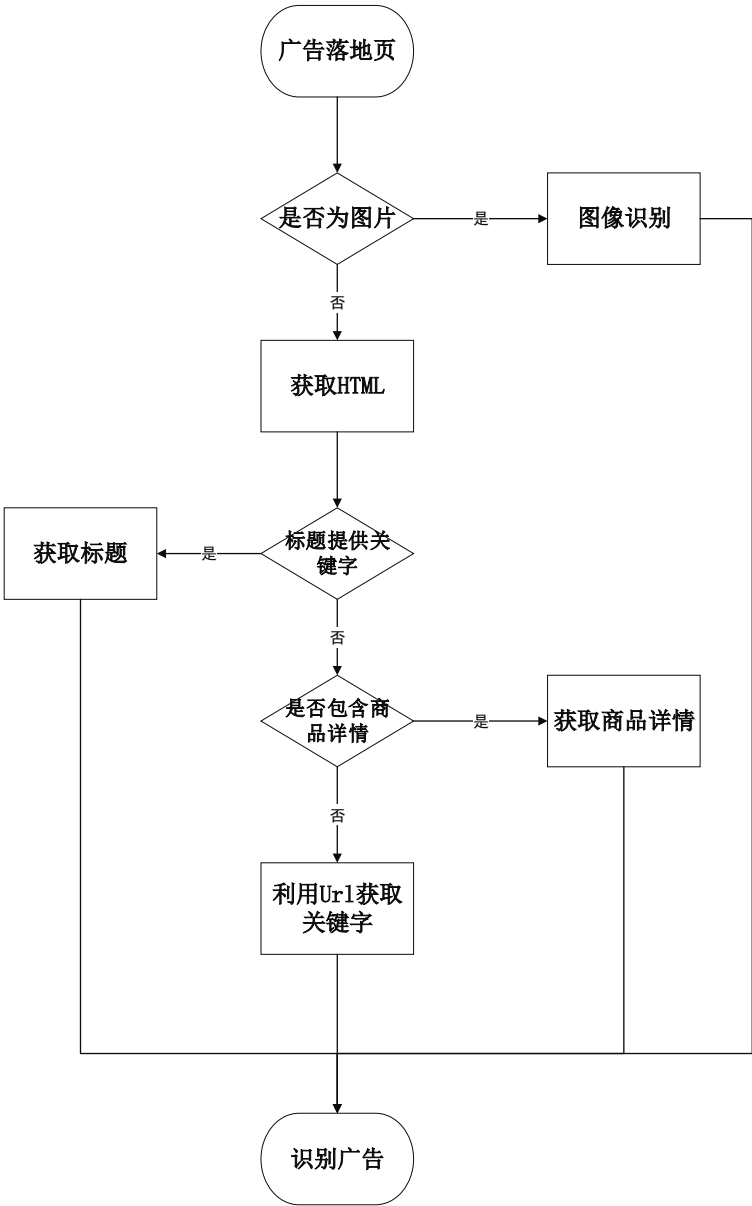 广告落地页
是否为图片
是
图像识别
否
获取HTML
获取标题
是
标题提供关
键字
否
是否包含商
品详情
是
获取商品详情
否
利用Url获取
关键字
识别广告